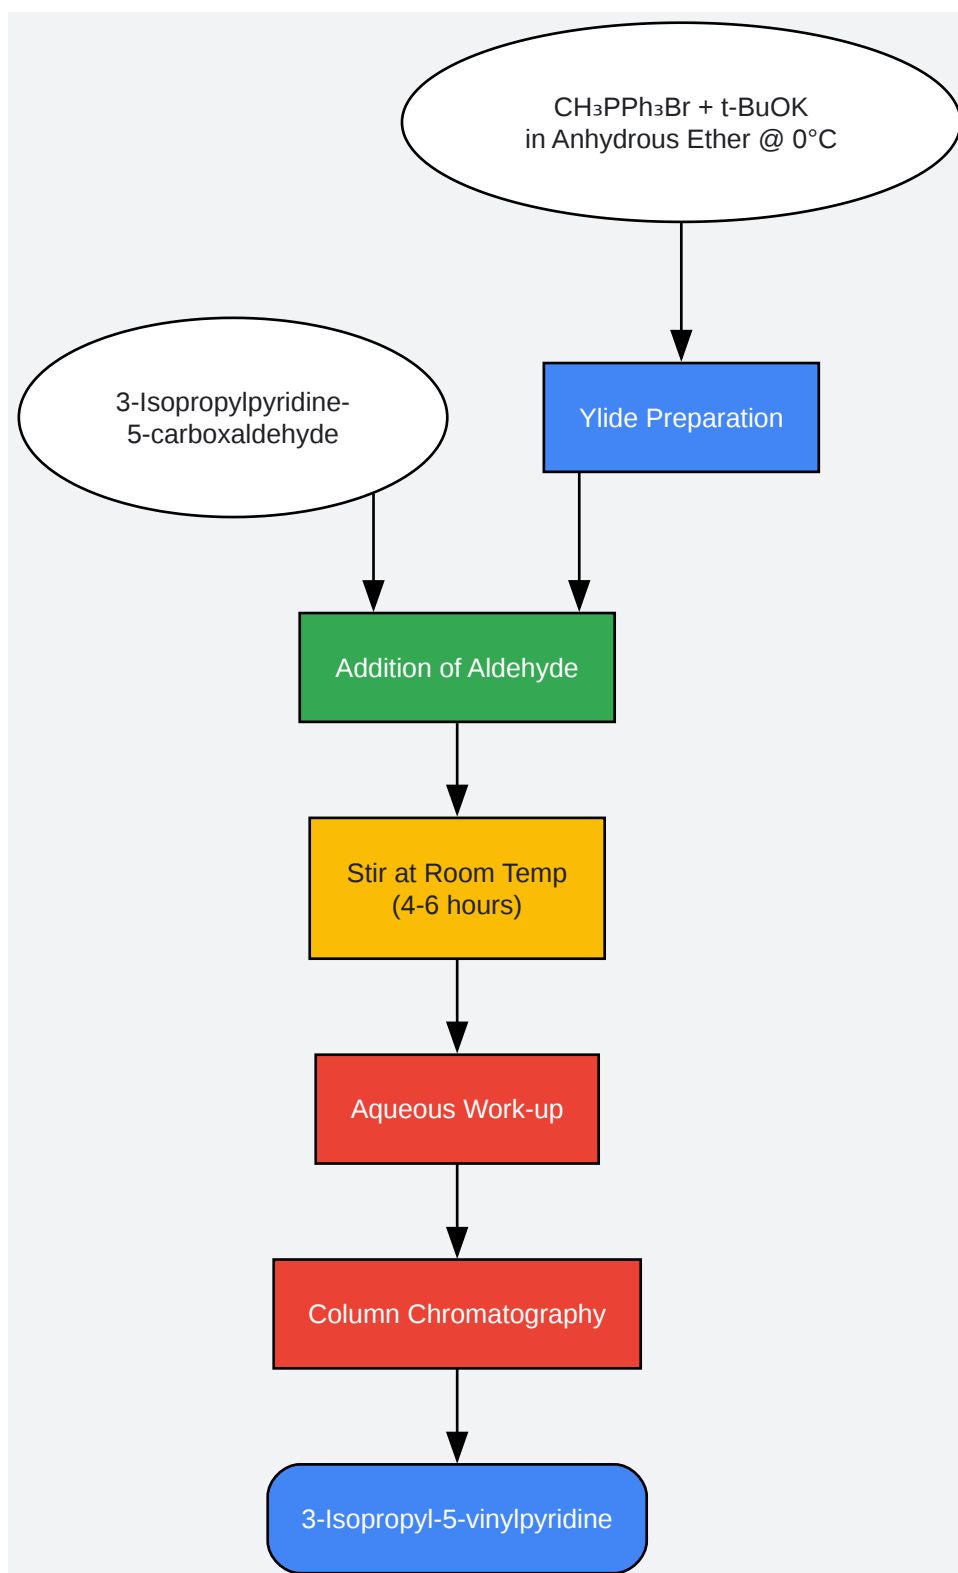 CH₃PPh₃Br + t-BuOK
in Anhydrous Ether @ 0°C
3-Isopropylpyridine-
5-carboxaldehyde
Ylide Preparation
Addition of Aldehyde
Stir at Room Temp
(4-6 hours)
Aqueous Work-up
Column Chromatography
3-Isopropyl-5-vinylpyridine